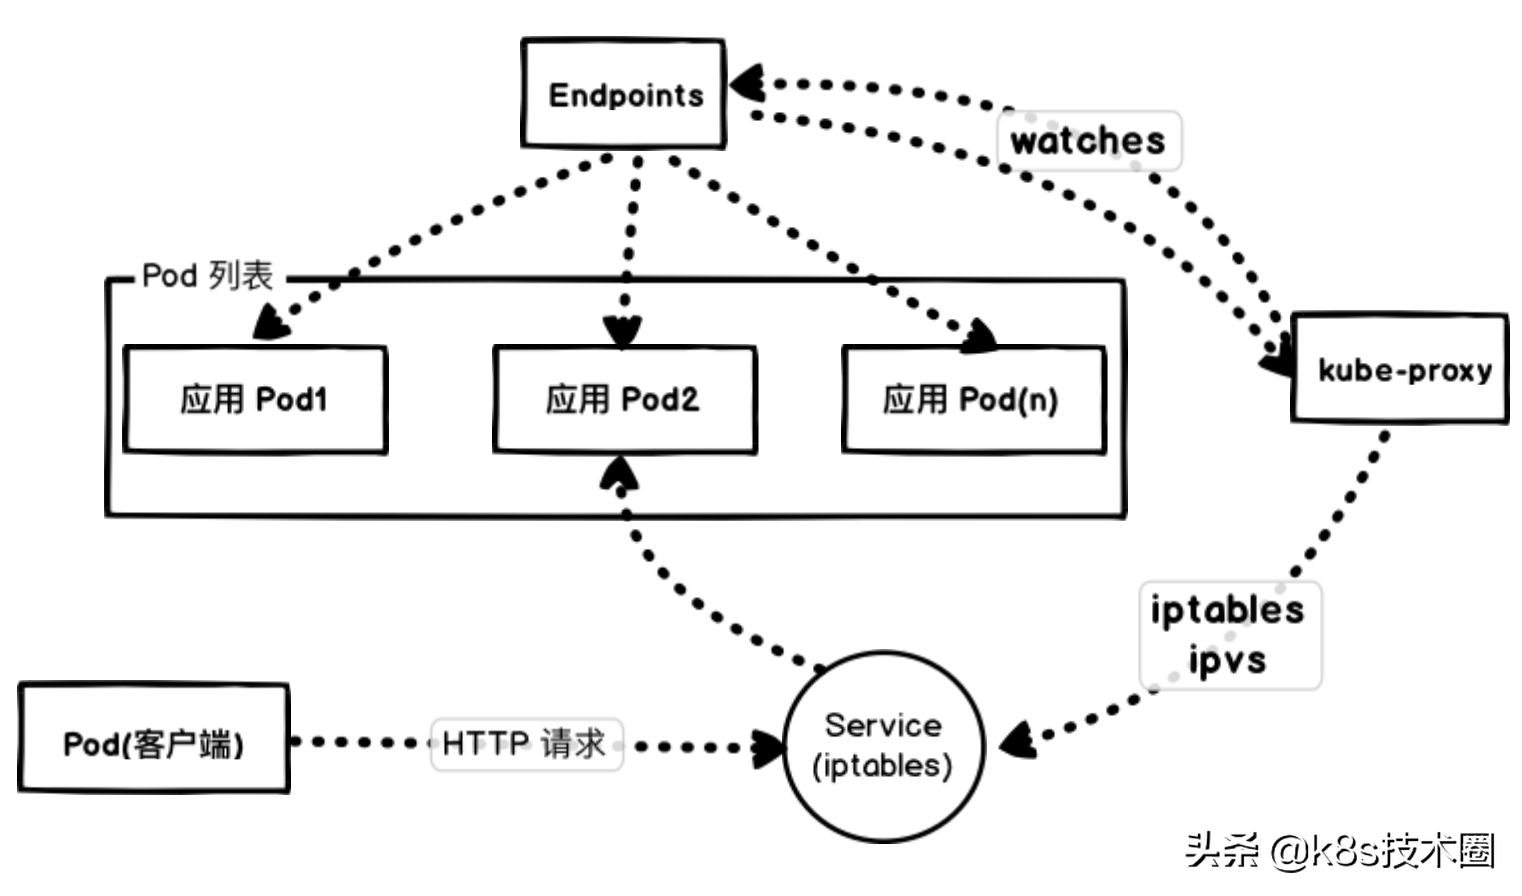 Endpoints
watches
Pod 列表
应用 Pod1
应用 Pod2
应用 Pod(n)
kube-proxy
iptables
ipvs
Pod(客户端)
HTTP 请求
Service
(iptables)
头条 @k8s技术圈